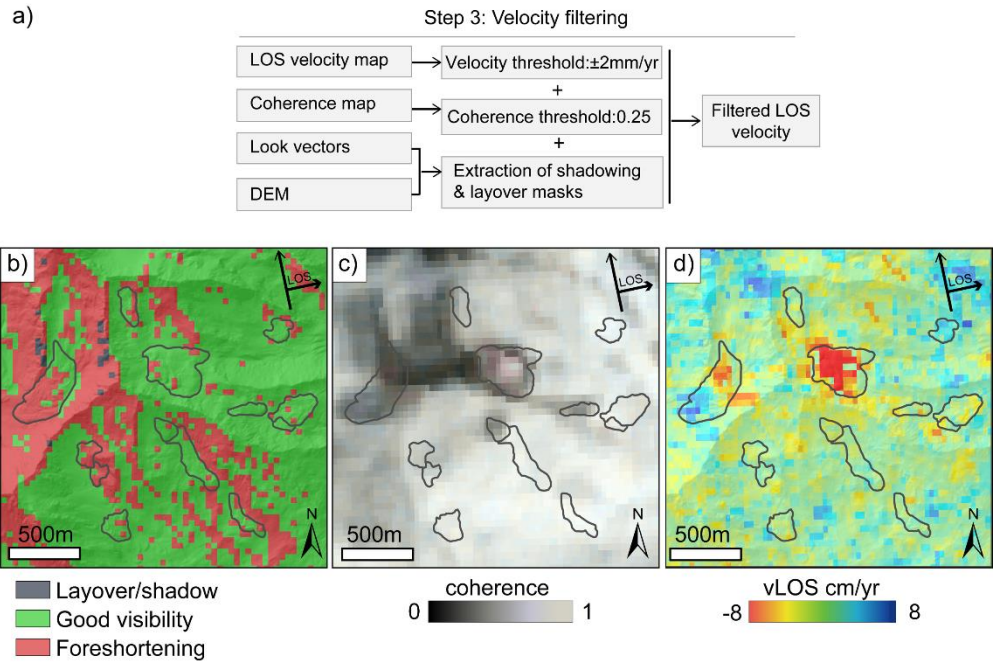 a)
Step 3: Velocity filtering
LOS velocity map
Velocity threshold:±2mm/yr
+
Coherence map
Coherence threshold:0.25
Filtered LOS
velocity
+
Look vectors
Extraction of shadowing
& layover masks
DEM
b)
LOS
500m
N
c)
LOS
500m
N
d)
LOS
500m
N
Layover/shadow
Good visibility
Foreshortening
coherence
0
1
vLOS cm/yr
-8
8